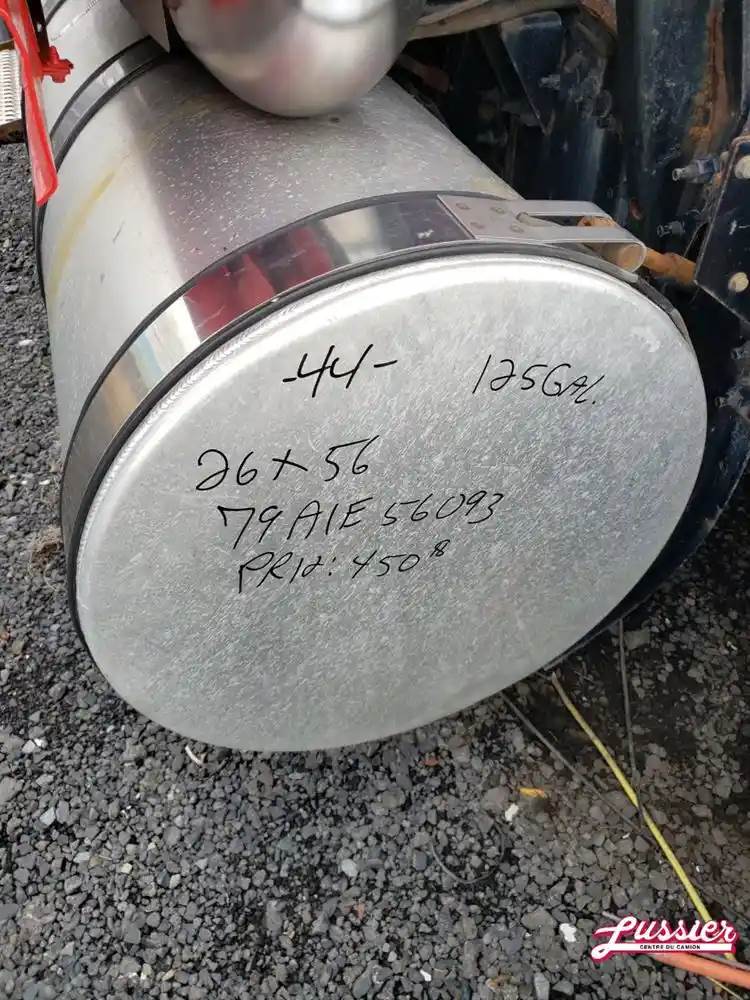 -44- 125GAL.
26x56
79A1E56093
PRix: 450$
Lussier
CENTRE DU CAMION